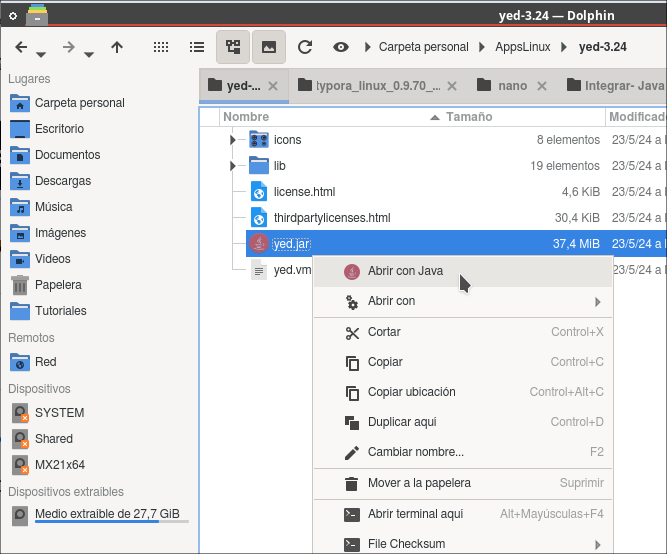 yed-3.24 — Dolphin
Carpeta personal
AppsLinux
yed-3.24
Lugares
Carpeta personal
Escritorio
Documentos
Descargas
Música
Imágenes
Videos
Papelera
Tutoriales
Remotos
Red
Dispositivos
SYSTEM
Shared
MX21x64
Dispositivos extraibles
Medio extraible de 27,7 GiB
yed-...
typora_linux_0.9.70_...
nano
Integrar- Java
Nombre Tamaño Modificado
icons 8 elementos 23/5/24 a l
lib 19 elementos 23/5/24 a l
license.html 4,6 KiB 23/5/24 a l
thirdpartylicenses.html 30,4 KiB 23/5/24 a l
yed.jar 37,4 MiB 23/5/24 a l
yed.vm 23/5/24 a l
Abrir con Java
Abrir con
Cortar Control+X
Copiar Control+C
Copiar ubicación Control+Alt+C
Duplicar aqui Control+D
Cambiar nombre... F2
Mover a la papelera Suprimir
Abrir terminal aqui Alt+Mayúsculas+F4
File Checksum